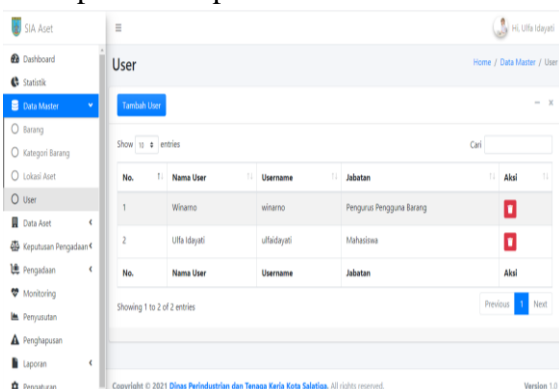 SIA Aset
Hi, Ulfa Idayati
Dashboard
Statistik
Data Master
Barang
Kategori Barang
Lokasi Aset
User
Data Aset
Keputusan Pengadaan
Pengadaan
Monitoring
Penyusutan
Penghapusan
Laporan
Pengaturan
User
Home / Data Master / User
Tambah User
Show 10 entries
Cari
No. Nama User Username Jabatan Aksi
1 Winarno winarno Pengurus Pengguna Barang
2 Ulfa Idayati ulfaidayati Mahasiswa
No. Nama User Username Jabatan Aksi
Showing 1 to 2 of 2 entries
Previous 1 Next
Copyright © 2021 Dinas Perindustrian dan Tenaga Kerja Kota Salatiga. All rights reserved.
Version 1.0